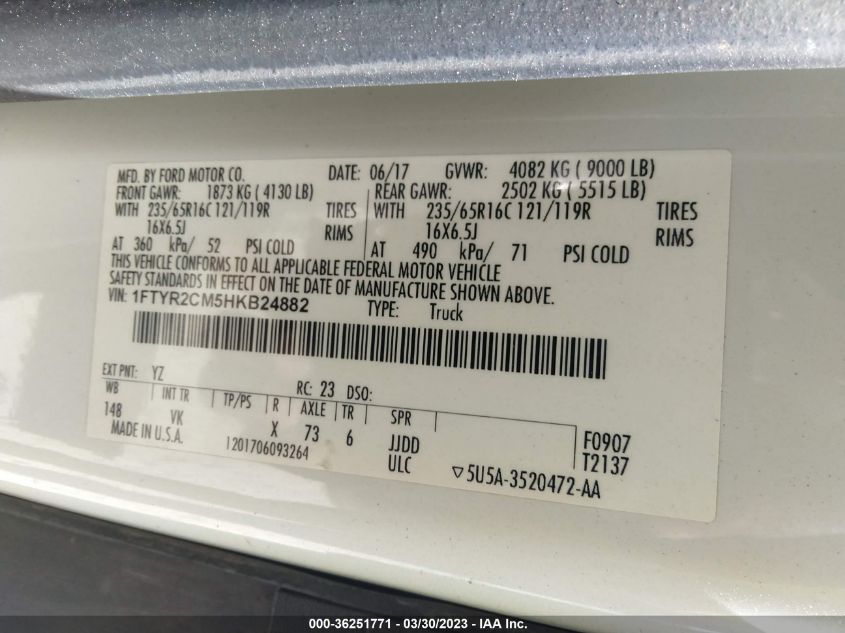 MFD. BY FORD MOTOR CO. DATE: 06/17 GVWR: 4082 KG ( 9000 LB)
FRONT GAWR: 1873 KG ( 4130 LB) REAR GAWR: 2502 KG ( 5515 LB)
WITH 235/65R16C 121/119R TIRES WITH 235/65R16C 121/119R TIRES
16X6.5J RIMS 16X6.5J RIMS
AT 360 kPa/ 52 PSI COLD AT 490 kPa/ 71 PSI COLD
THIS VEHICLE CONFORMS TO ALL APPLICABLE FEDERAL MOTOR VEHICLE
SAFETY STANDARDS IN EFFECT ON THE DATE OF MANUFACTURE SHOWN ABOVE.
VIN: 1FTYR2CM5HKB24882 TYPE: Truck
EXT PNT: YZ RC: 23 DSO:
WB INT TR TP/PS R AXLE TR SPR
148 VK X 73 6 JJDD F0907
MADE IN U.S.A. 1201706093264 ULC T2137
▽5U5A-3520472-AA
000-36251771 - 03/30/2023 - IAA Inc.